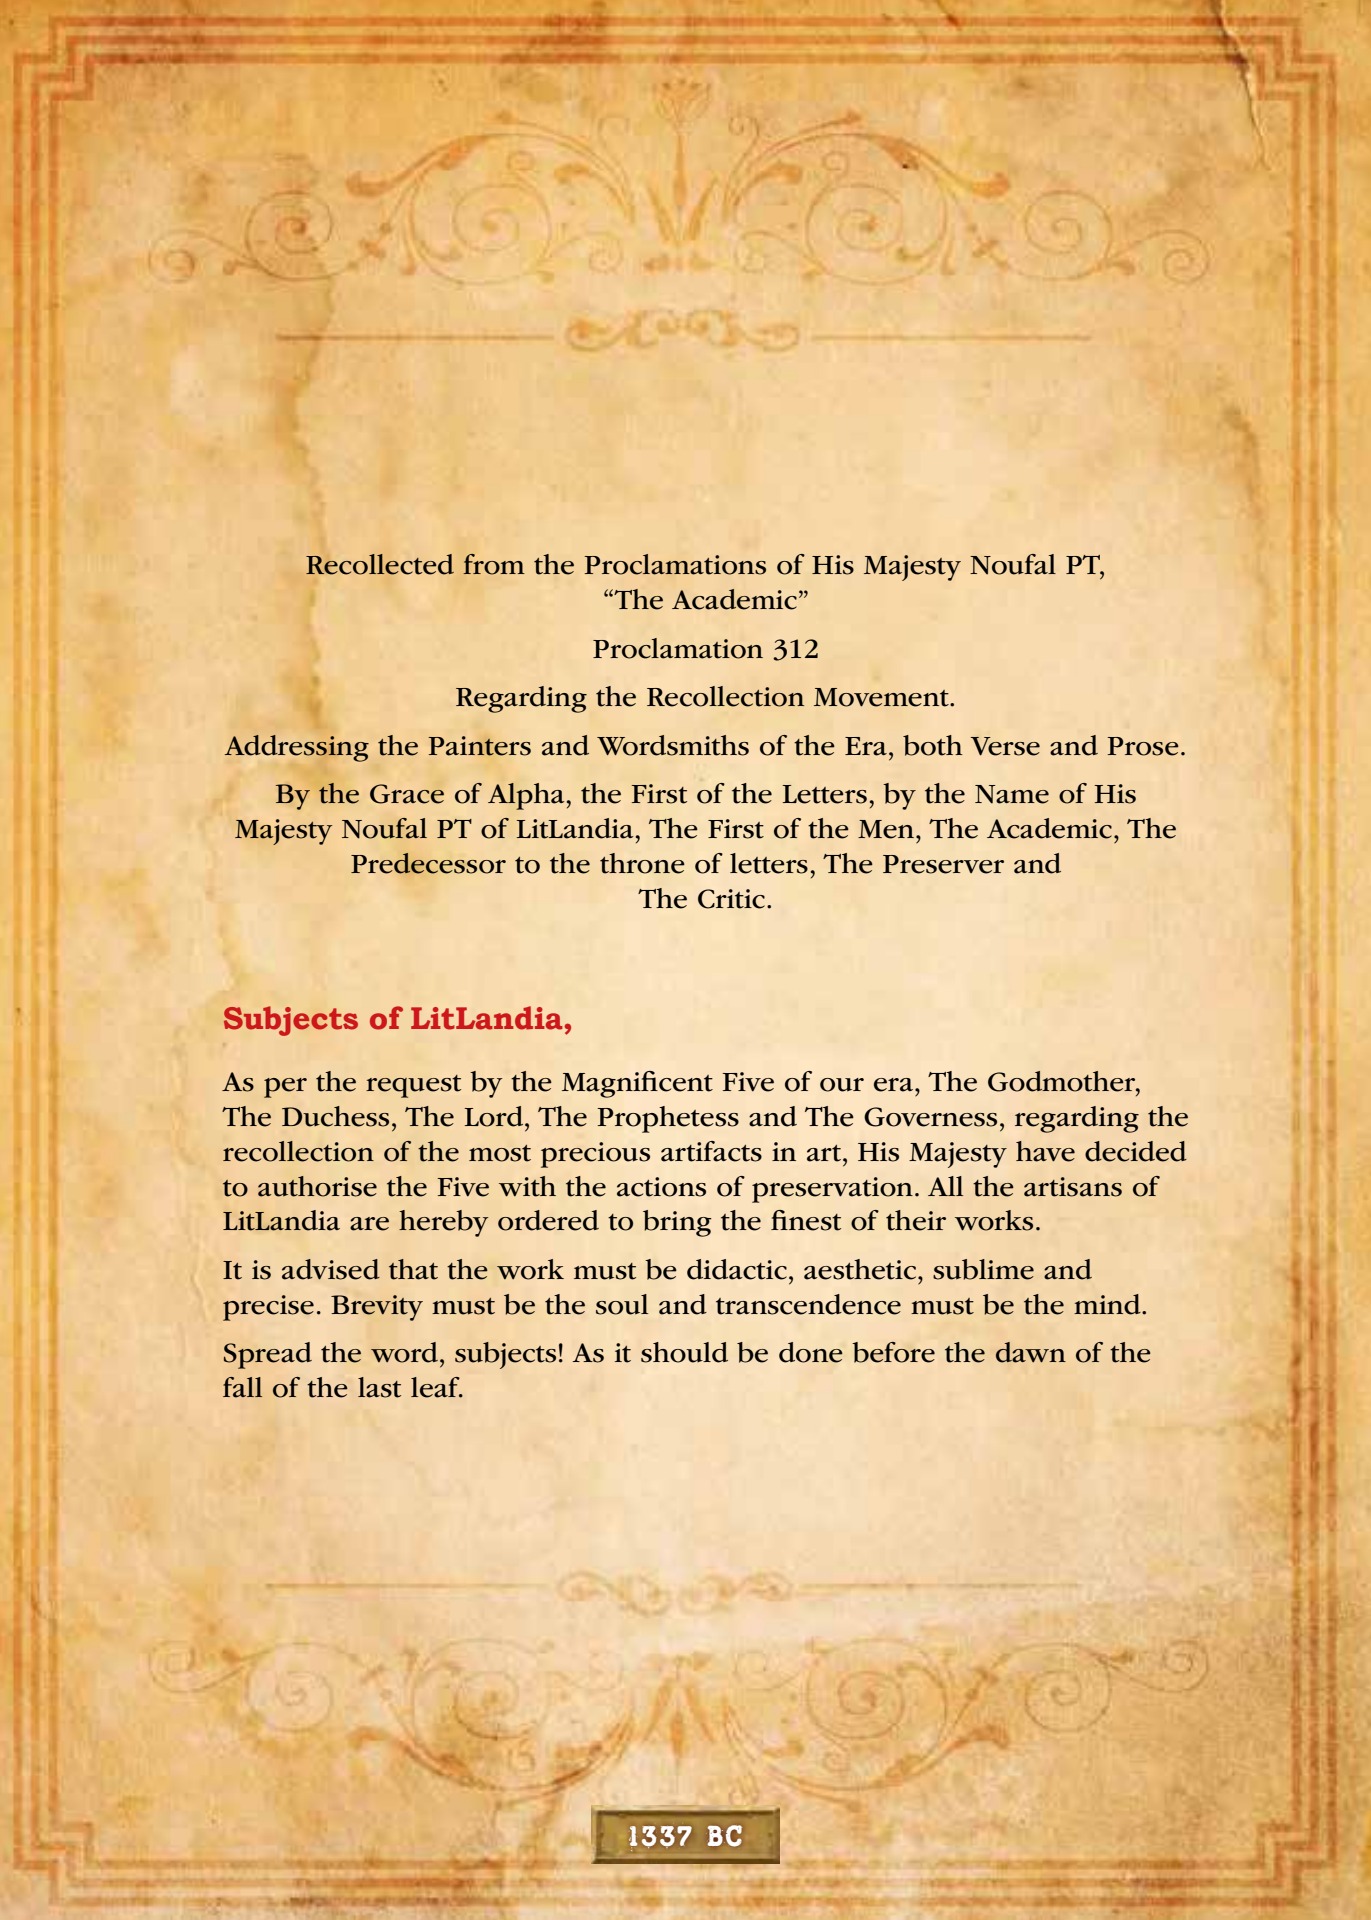 Recollected from the Proclamations of His Majesty Noufal PT,
“The Academic”
Proclamation 312
Regarding the Recollection Movement.
Addressing the Painters and Wordsmiths of the Era, both Verse and Prose.
By the Grace of Alpha, the First of the Letters, by the Name of His
Majesty Noufal PT of LitLandia, The First of the Men, The Academic, The
Predecessor to the throne of letters, The Preserver and
The Critic.
Subjects of LitLandia,
As per the request by the Magnificent Five of our era, The Godmother,
The Duchess, The Lord, The Prophetess and The Governess, regarding the
recollection of the most precious artifacts in art, His Majesty have decided
to authorise the Five with the actions of preservation. All the artisans of
LitLandia are hereby ordered to bring the finest of their works.
It is advised that the work must be didactic, aesthetic, sublime and
precise. Brevity must be the soul and transcendence must be the mind.
Spread the word, subjects! As it should be done before the dawn of the
fall of the last leaf.
1337 BC